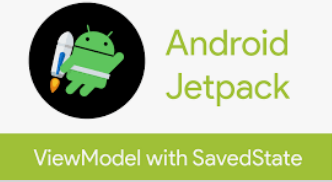 Android
Jetpack
ViewModel with SavedState